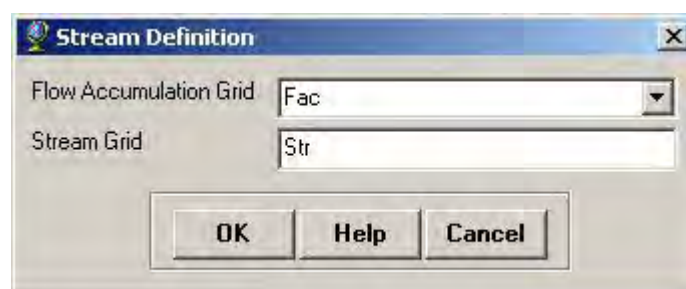 Stream Definition
Flow Accumulation Grid Fac
Stream Grid Str
OK Help Cancel